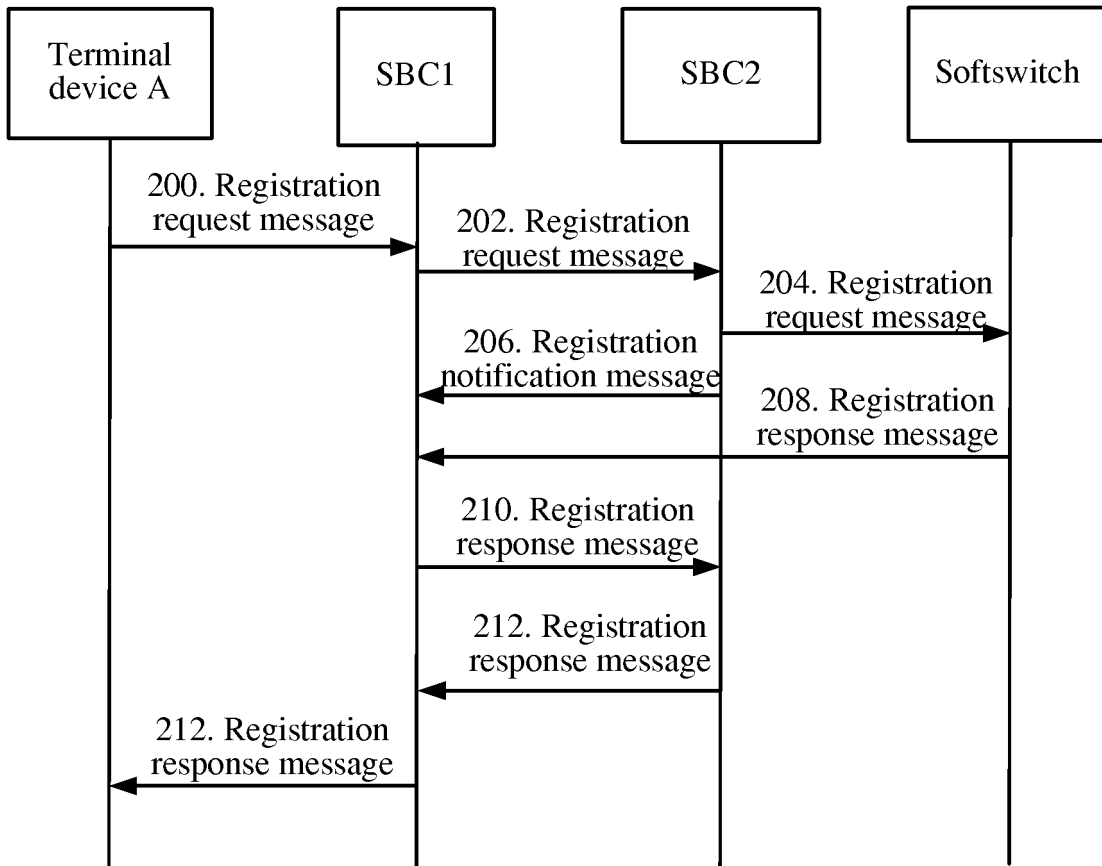 Terminal
device A
SBC1
SBC2
Softswitch
200. Registration
request message
202. Registration
request message
204. Registration
request message
206. Registration
notification message
208. Registration
response message
210. Registration
response message
212. Registration
response message
212. Registration
response message